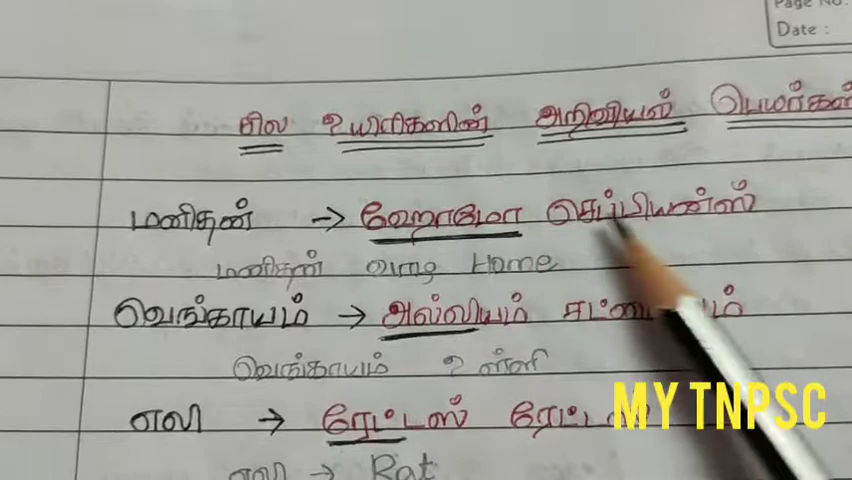 Page No.
Date :
சில உயிரிகளின் அறிவியல் பெயர்கள்
மனிதன் → ஹோமோ செப்பியன்ஸ்
மனிதன் வாழ Home
வெங்காயம் → அல்லியம்
வெங்காயம் உள்ளி
எலி → ரேட்டஸ்
எலி → Rat
MY TNPSC